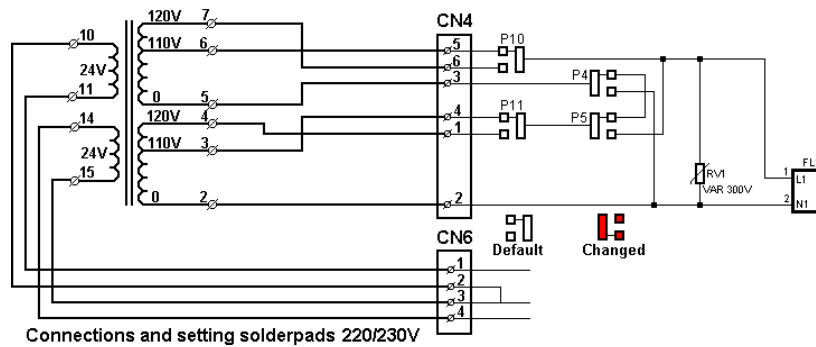 120V 7 CN4
10 110V 6 5 P10
24V 6
11 0 5 3 P4
14 120V 4 4 P11 P5
24V 110V 3 1
15 RV1 1 L1 FL
VAR 300V
0 2 2 2 N1
CN6 Default Changed
1
2
3
4
Connections and setting solderpads 220/230V